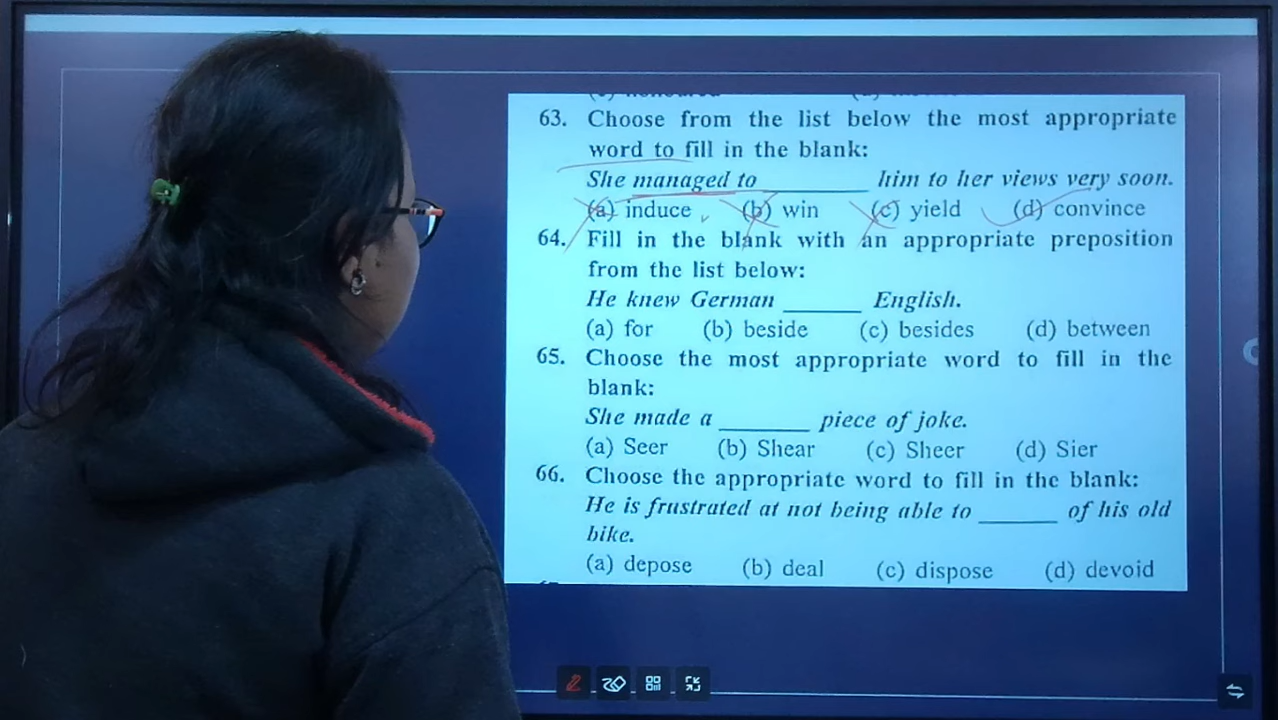 63. Choose from the list below the most appropriate
word to fill in the blank:
She managed to ________ him to her views very soon.
(a) induce (b) win (c) yield (d) convince
64. Fill in the blank with an appropriate preposition
from the list below:
He knew German ______ English.
(a) for (b) beside (c) besides (d) between
65. Choose the most appropriate word to fill in the
blank:
She made a _______ piece of joke.
(a) Seer (b) Shear (c) Sheer (d) Sier
66. Choose the appropriate word to fill in the blank:
He is frustrated at not being able to ______ of his old
bike.
(a) depose (b) deal (c) dispose (d) devoid